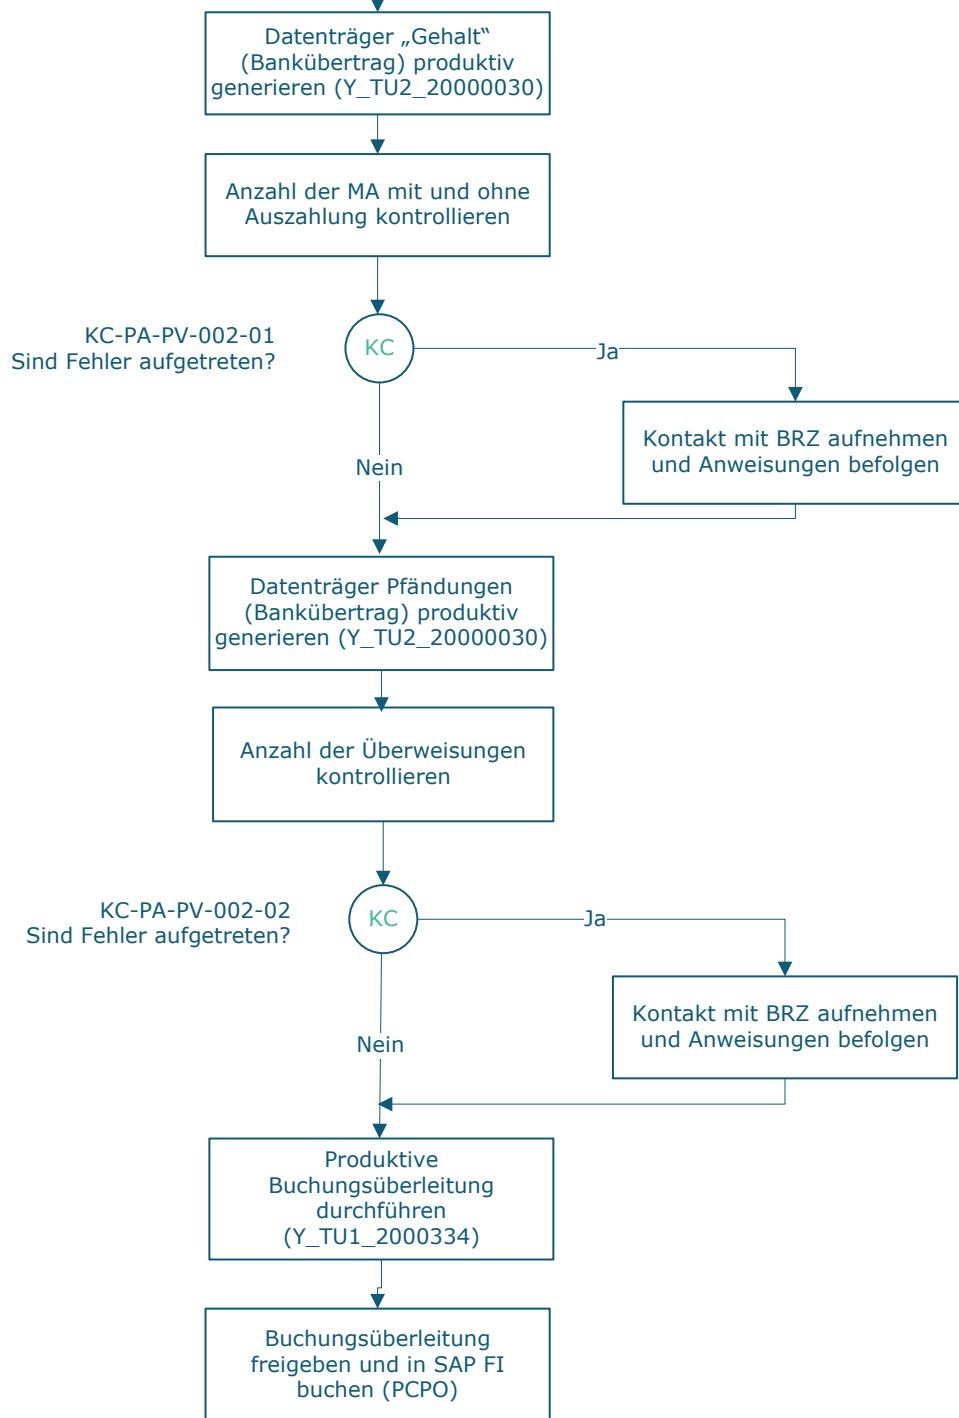 Datenträger „Gehalt“
(Bankübertrag) produktiv
generieren (Y_TU2_20000030)
Anzahl der MA mit und ohne
Auszahlung kontrollieren
KC-PA-PV-002-01
Sind Fehler aufgetreten?
KC
Ja
Kontakt mit BRZ aufnehmen
und Anweisungen befolgen
Nein
Datenträger Pfändungen
(Bankübertrag) produktiv
generieren (Y_TU2_20000030)
Anzahl der Überweisungen
kontrollieren
KC-PA-PV-002-02
Sind Fehler aufgetreten?
KC
Ja
Kontakt mit BRZ aufnehmen
und Anweisungen befolgen
Nein
Produktive
Buchungsüberleitung
durchführen
(Y_TU1_2000334)
Buchungsüberleitung
freigeben und in SAP FI
buchen (PCPO)